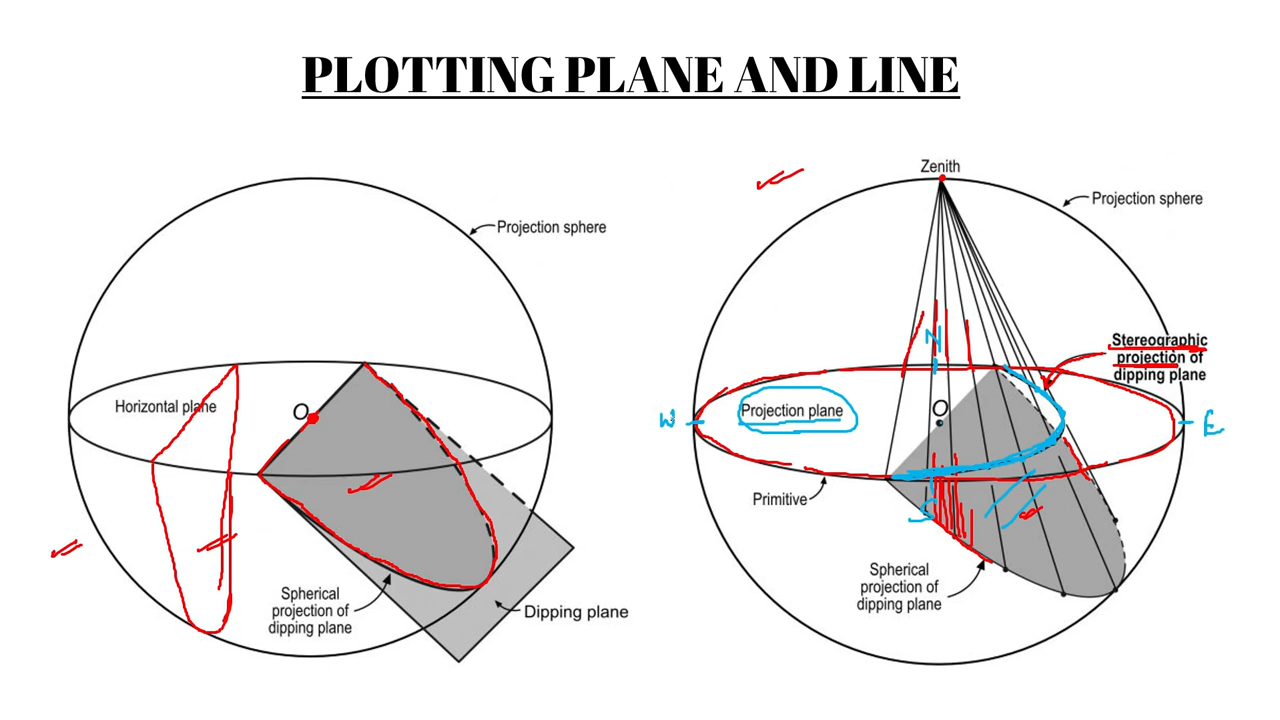 PLOTTING PLANE AND LINE
Projection sphere
Horizontal plane
O
Spherical
projection of
dipping plane
Dipping plane
Zenith
Projection sphere
N
Stereographic
projection of
dipping plane
W
Projection plane
O
E
Primitive
S
Spherical
projection of
dipping plane